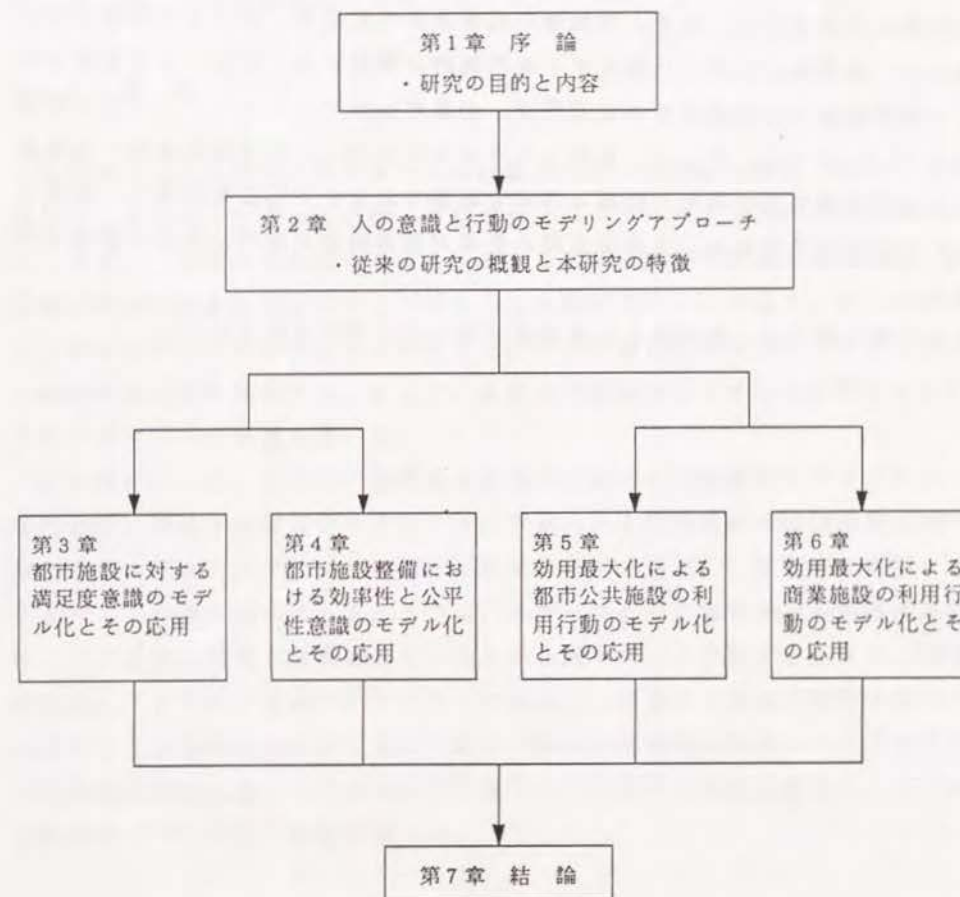 第1章 序 論
・研究の目的と内容
第2章 人の意識と行動のモデリングアプローチ
・従来の研究の概観と本研究の特徴
第3章
都市施設に対する
満足度意識のモデ
ル化とその応用
第4章
都市施設整備にお
ける効率性と公平
性意識のモデル化
とその応用
第5章
効用最大化による
都市公共施設の利
用行動のモデル化
とその応用
第6章
効用最大化による
商業施設の利用行
動のモデル化とそ
の応用
第7章 結 論